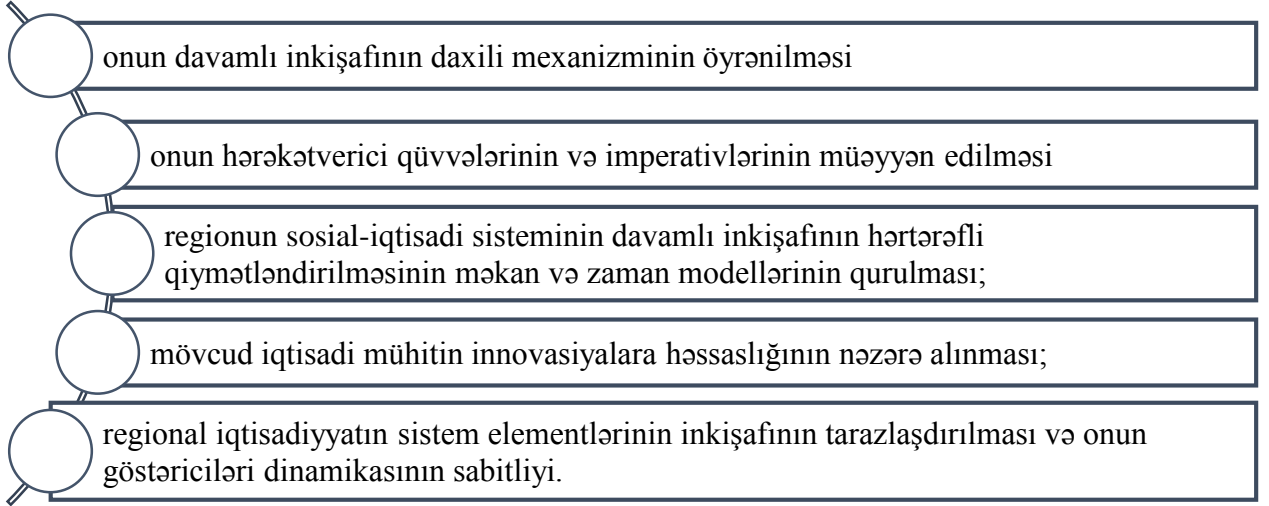 onun davamlı inkişafının daxili mexanizminin öyrənilməsi
onun hərəkətverici qüvvələrinin və imperativlərinin müəyyən edilməsi
regionun sosial-iqtisadi sisteminin davamlı inkişafının hərtərəfli
qiymətləndirilməsinin məkan və zaman modellərinin qurulması;
mövcud iqtisadi mühitin innovasiyalara həssaslığının nəzərə alınması;
regional iqtisadiyyatın sistem elementlərinin inkişafının tarazlaşdırılması və onun
göstəriciləri dinamikasının sabitliyi.